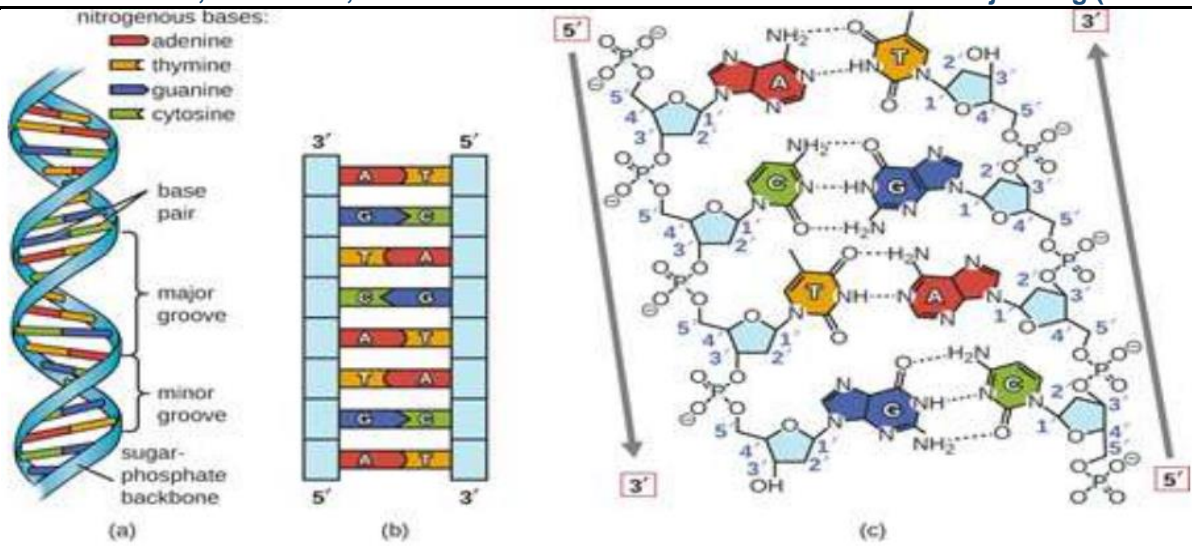 nitrogenous bases:
adenine
thymine
guanine
cytosine
base
pair
major
groove
minor
groove
sugar-
phosphate
backbone
(a)
3′ 5′
A T
G C
T A
C G
A T
T A
G C
A T
5′ 3′
(b)
5′ 3′
NH₂ O T OH
A N HN N
N N O
5′ 4′ 3′ 2′ 1′ O
1′ 2′ 3′ 4′ 5′ O
P O O
NH₂ O N
C N HN G N
N O H₂N N
5′ 4′ 3′ 2′ 1′ O
1′ 2′ 3′ 4′ 5′ O
P O O
O H₂N N
T NH N A N
N O N
5′ 4′ 3′ 2′ 1′ O
1′ 2′ 3′ 4′ 5′ O
P O O
N O H₂N
G NH N C
N N NH₂ O N
5′ 4′ 3′ 2′ 1′ O
1′ 2′ 3′ 4′ 5′ O
OH P O O
3′ 5′
(c)